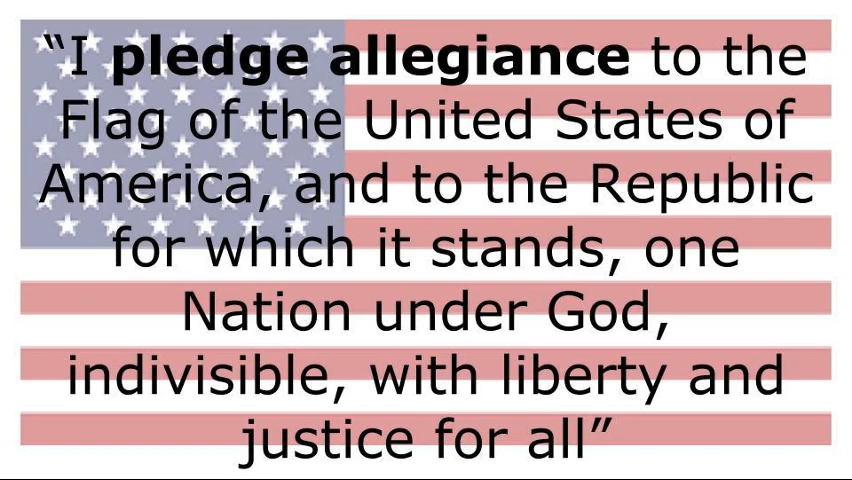 “I pledge allegiance to the
Flag of the United States of
America, and to the Republic
for which it stands, one
Nation under God,
indivisible, with liberty and
justice for all”